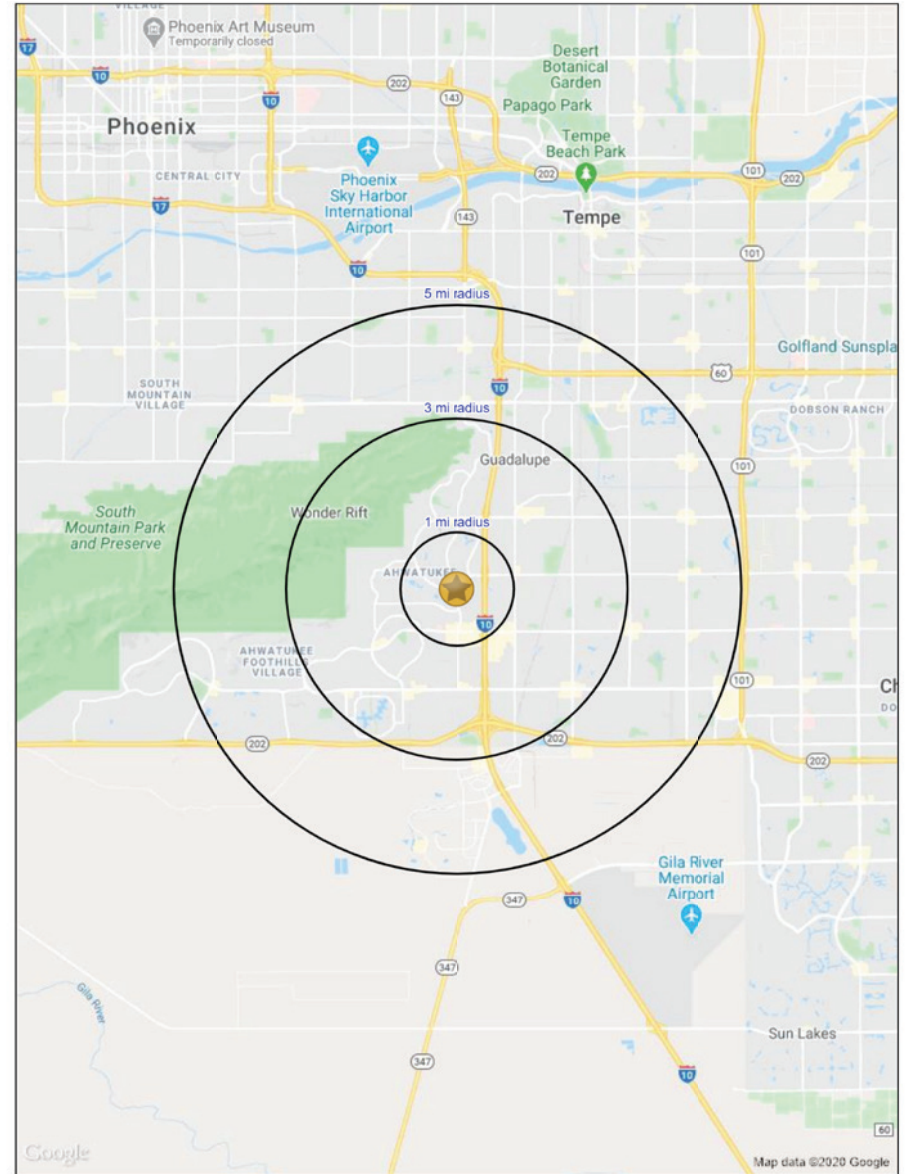 VILLAGE
Phoenix Art Museum
Temporarily closed
17
10
202
10
143
Desert
Botanical
Garden
Papago Park
Phoenix
Tempe
Beach Park
CENTRAL CITY
Phoenix
Sky Harbor
International
Airport
202
101
202
17
143
Tempe
101
10
5 mi radius
Golfland Sunspla
60
10
SOUTH
MOUNTAIN
VILLAGE
3 mi radius
DOBSON RANCH
Guadalupe
101
South
Mountain Park
and Preserve
Wonder Rift
1 mi radius
AHWATUKEE
10
AHWATUKEE
FOOTHILLS
VILLAGE
101
Ch
DO
202
202
202
Gila River
Memorial
Airport
347
10
347
Gila River
Sun Lakes
347
10
60
Google
Map data ©2020 Google